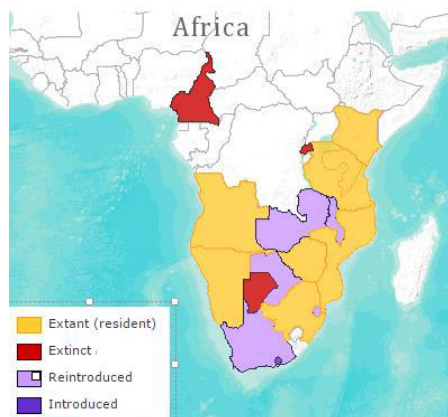 Africa
Extant (resident)
Extinct
Reintroduced
Introduced